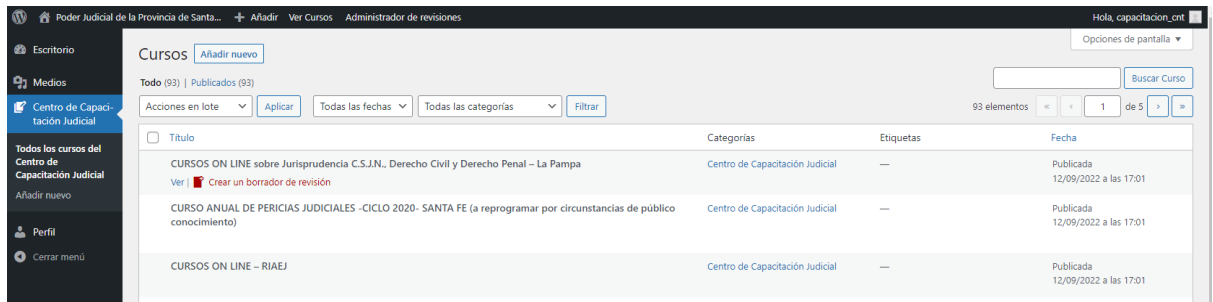 Poder Judicial de la Provincia de Santa... + Añadir Ver Cursos Administrador de revisiones Hola, capacitacion_cnt
Escritorio
Medios
Centro de Capaci-
tación Judicial
Todos los cursos del
Centro de
Capacitación Judicial
Añadir nuevo
Perfil
Cerrar menú
Opciones de pantalla ▼
Cursos Añadir nuevo
Todo (93) | Publicados (93)
Buscar Curso
Acciones en lote Aplicar Todas las fechas Todas las categorías Filtrar 93 elementos « ‹ 1 de 5 › »
Título Categorías Etiquetas Fecha
CURSOS ON LINE sobre Jurisprudencia C.S.J.N., Derecho Civil y Derecho Penal – La Pampa Centro de Capacitación Judicial — Publicada
Ver | Crear un borrador de revisión 12/09/2022 a las 17:01
CURSO ANUAL DE PERICIAS JUDICIALES -CICLO 2020- SANTA FE (a reprogramar por circunstancias de público Centro de Capacitación Judicial — Publicada
conocimiento) 12/09/2022 a las 17:01
CURSOS ON LINE – RIAEJ Centro de Capacitación Judicial — Publicada
12/09/2022 a las 17:01